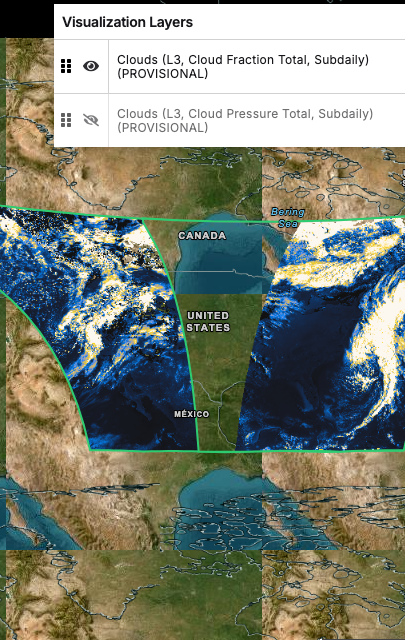 Visualization Layers
Clouds (L3, Cloud Fraction Total, Subdaily)
(PROVISIONAL)
Clouds (L3, Cloud Pressure Total, Subdaily)
(PROVISIONAL)
Bering
Sea
CANADA
UNITED
STATES
MÉXICO